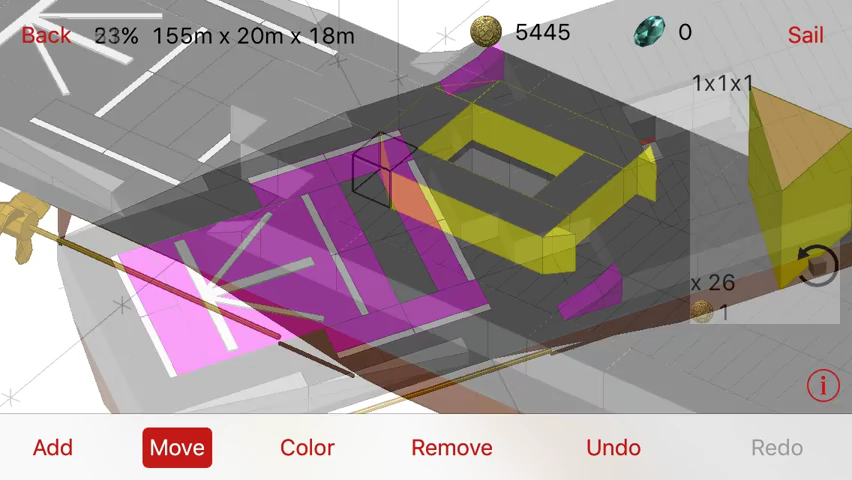 Back 23% 155m x 20m x 18m 5445 0 Sail
1x1x1
x 26
1
i
Add Move Color Remove Undo Redo